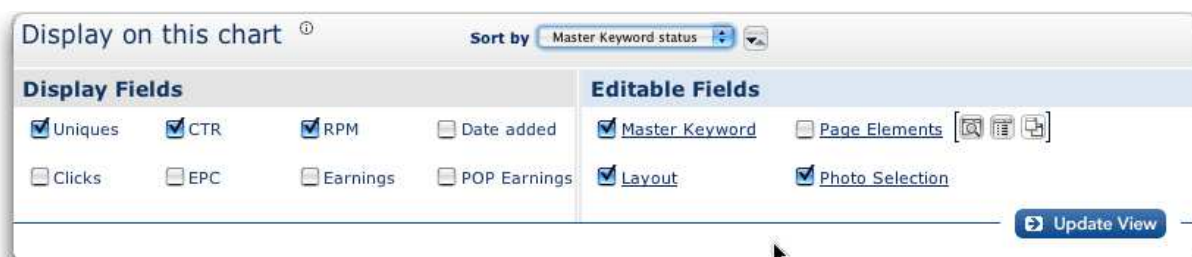 Display on this chart
Sort by Master Keyword status
Display Fields
Editable Fields
Uniques CTR RPM Date added Master Keyword Page Elements
Clicks EPC Earnings POP Earnings Layout Photo Selection
Update View